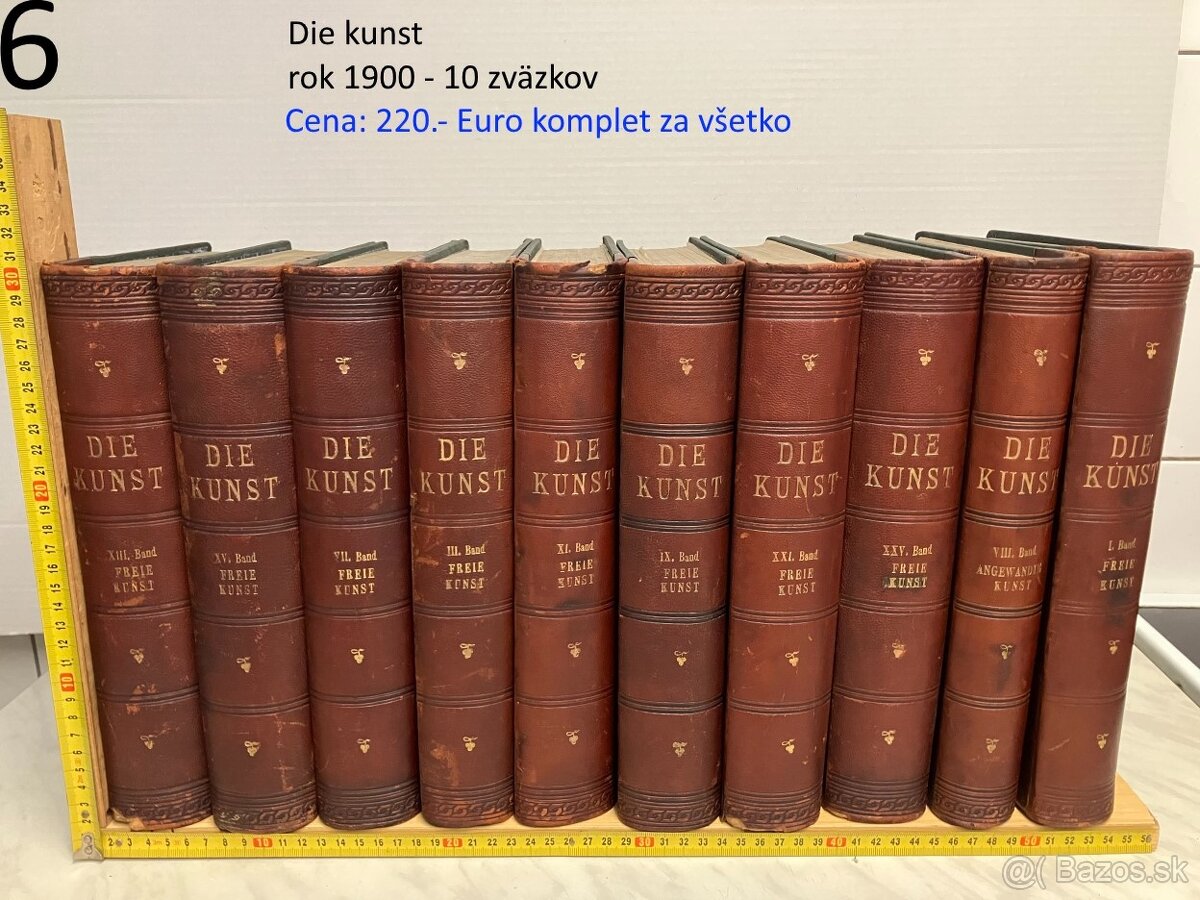 6
Die kunst
rok 1900 - 10 zväzkov
Cena: 220.- Euro komplet za všetko
DIE
KUNST
XIII. Band
FREIE
KUNST
DIE
KUNST
XV. Band
FREIE
KUNST
DIE
KUNST
VII. Band
FREIE
KUNST
DIE
KUNST
III. Band
FREIE
KUNST
DIE
KUNST
XI. Band
FREIE
KUNST
DIE
KUNST
IX. Band
FREIE
KUNST
DIE
KUNST
XXI. Band
FREIE
KUNST
DIE
KUNST
XXV. Band
FREIE
KUNST
DIE
KUNST
VIII. Band
ANGEWANDTE
KUNST
DIE
KUNST
I. Band
FREIE
KUNST
@( Bazos.sk